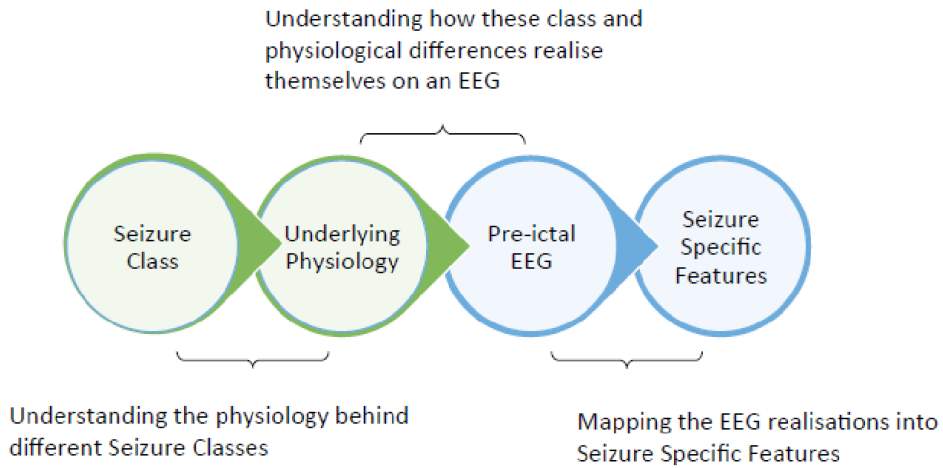 Understanding how these class and
physiological differences realise
themselves on an EEG
Seizure
Class
Underlying
Physiology
Pre-ictal
EEG
Seizure
Specific
Features
Understanding the physiology behind
different Seizure Classes
Mapping the EEG realisations into
Seizure Specific Features